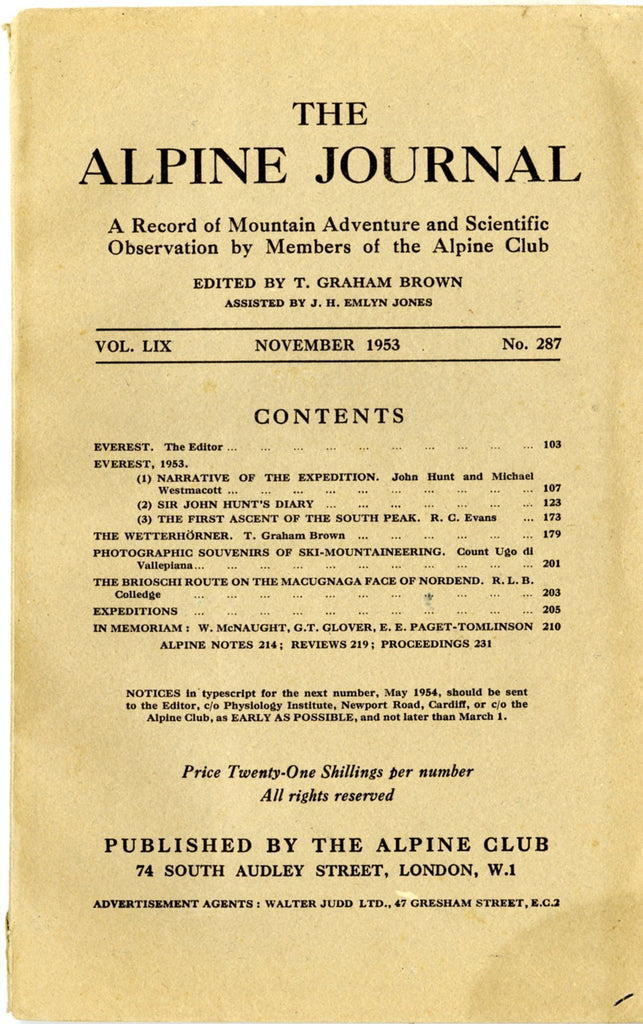 THE
ALPINE JOURNAL
A Record of Mountain Adventure and Scientific
Observation by Members of the Alpine Club
EDITED BY T. GRAHAM BROWN
ASSISTED BY J. H. EMLYN JONES
VOL. LIX NOVEMBER 1953 No. 287
CONTENTS
EVEREST. The Editor ... ... ... ... ... ... ... ... ... ... 103
EVEREST, 1953.
(1) NARRATIVE OF THE EXPEDITION. John Hunt and Michael
Westmacott ... ... ... ... ... ... ... ... ... ... 107
(2) SIR JOHN HUNT'S DIARY ... ... ... ... ... ... ... 123
(3) THE FIRST ASCENT OF THE SOUTH PEAK. R. C. Evans ... 173
THE WETTERHÖRNER. T. Graham Brown ... ... ... ... ... ... 179
PHOTOGRAPHIC SOUVENIRS OF SKI-MOUNTAINEERING. Count Ugo di
Vallepiana... ... ... ... ... ... ... ... ... ... ... 201
THE BRIOSCHI ROUTE ON THE MACUGNAGA FACE OF NORDEND. R. L. B.
Colledge ... ... ... ... ... ... ... ... ... ... ... 203
EXPEDITIONS ... ... ... ... ... ... ... ... ... ... ... 205
IN MEMORIAM : W. McNAUGHT, G.T. GLOVER, E. E. PAGET-TOMLINSON 210
ALPINE NOTES 214 ; REVIEWS 219 ; PROCEEDINGS 231
NOTICES in typescript for the next number, May 1954, should be sent
to the Editor, c/o Physiology Institute, Newport Road, Cardiff, or c/o the
Alpine Club, as EARLY AS POSSIBLE, and not later than March 1.
Price Twenty-One Shillings per number
All rights reserved
PUBLISHED BY THE ALPINE CLUB
74 SOUTH AUDLEY STREET, LONDON, W.1
ADVERTISEMENT AGENTS : WALTER JUDD LTD., 47 GRESHAM STREET, E.C.2